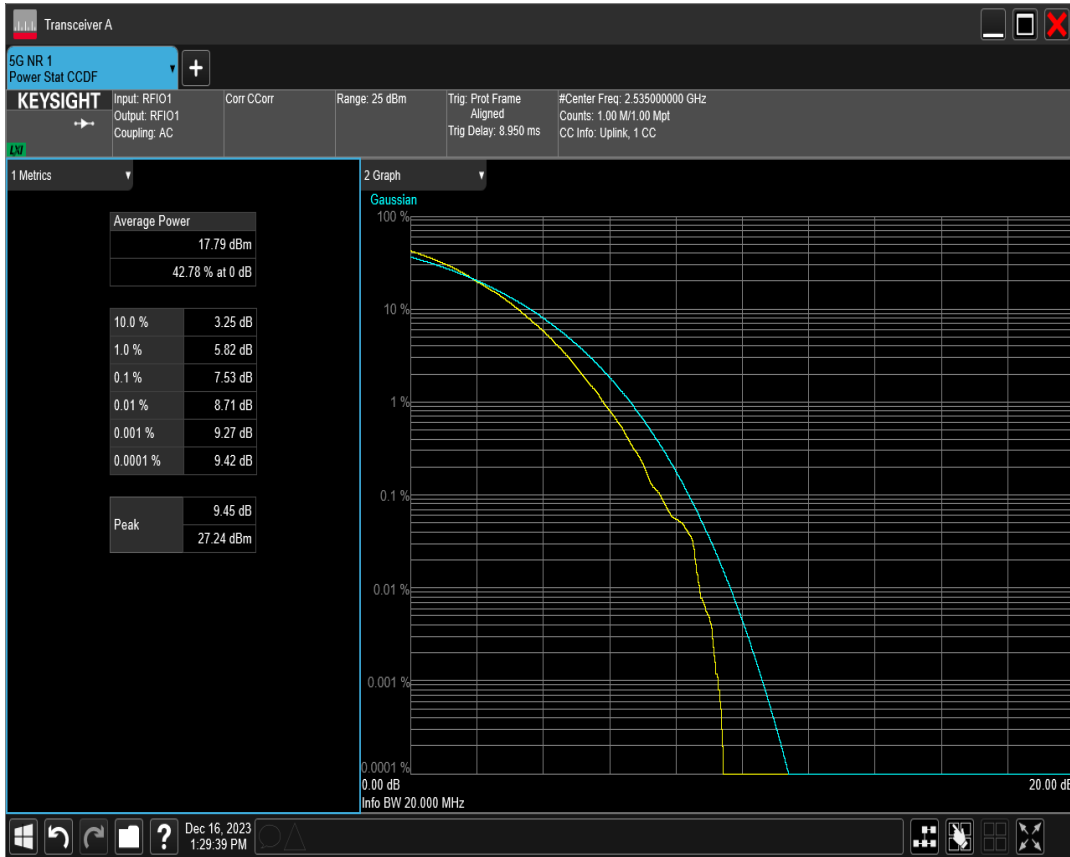 Transceiver A
5G NR 1
Power Stat CCDF
+
KEYSIGHT
LXI
Input: RFIO1
Output: RFIO1
Coupling: AC
Corr CCorr
Range: 25 dBm
Trig: Prot Frame
Aligned
Trig Delay: 8.950 ms
#Center Freq: 2.535000000 GHz
Counts: 1.00 M/1.00 Mpt
CC Info: Uplink, 1 CC
1 Metrics
Average Power
17.79 dBm
42.78 % at 0 dB
10.0 % 3.25 dB
1.0 % 5.82 dB
0.1 % 7.53 dB
0.01 % 8.71 dB
0.001 % 9.27 dB
0.0001 % 9.42 dB
Peak
9.45 dB
27.24 dBm
2 Graph
Gaussian
100 %
10 %
1 %
0.1 %
0.01 %
0.001 %
0.0001 %
0.00 dB 20.00 dB
Info BW 20.000 MHz
?
Dec 16, 2023
1:29:39 PM